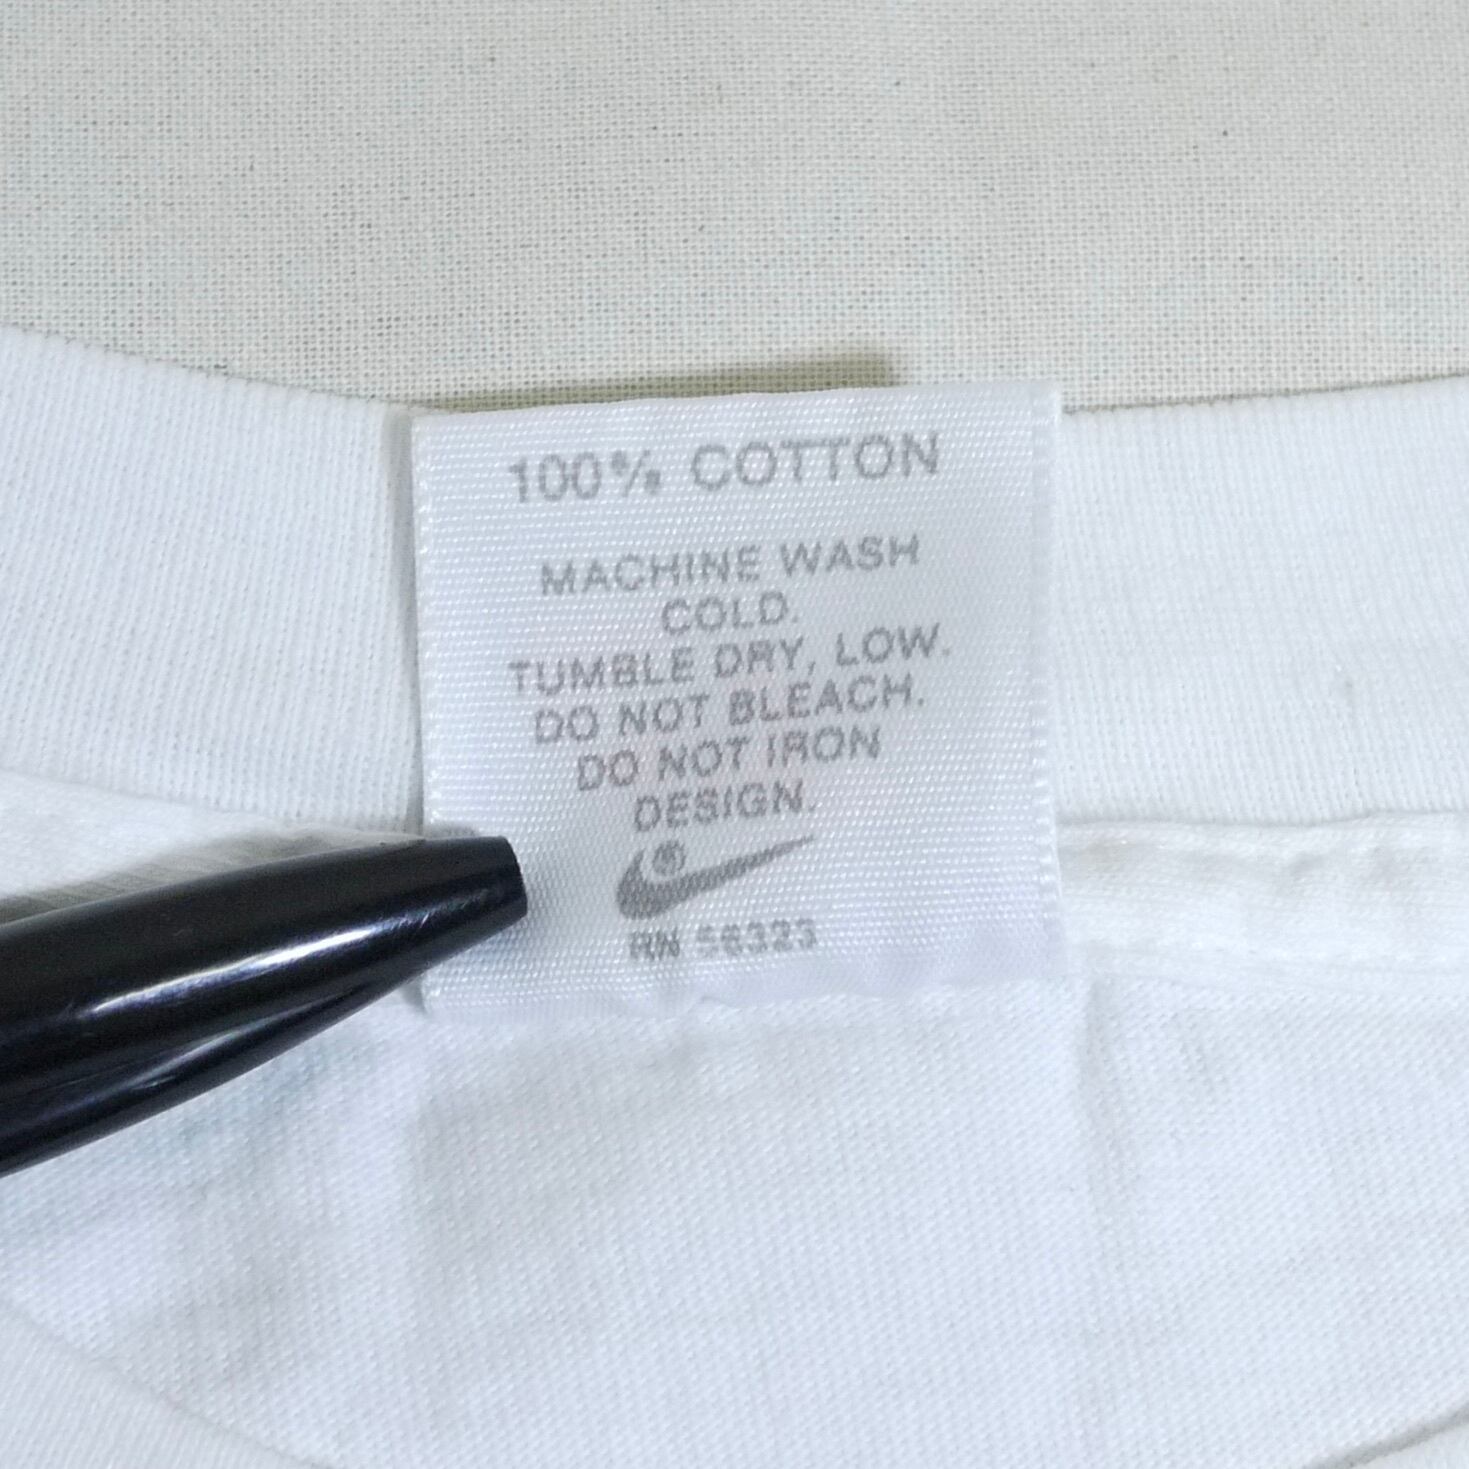 100% COTTON
MACHINE WASH
COLD.
TUMBLE DRY, LOW.
DO NOT BLEACH.
DO NOT IRON
DESIGN.
®
RN 56323